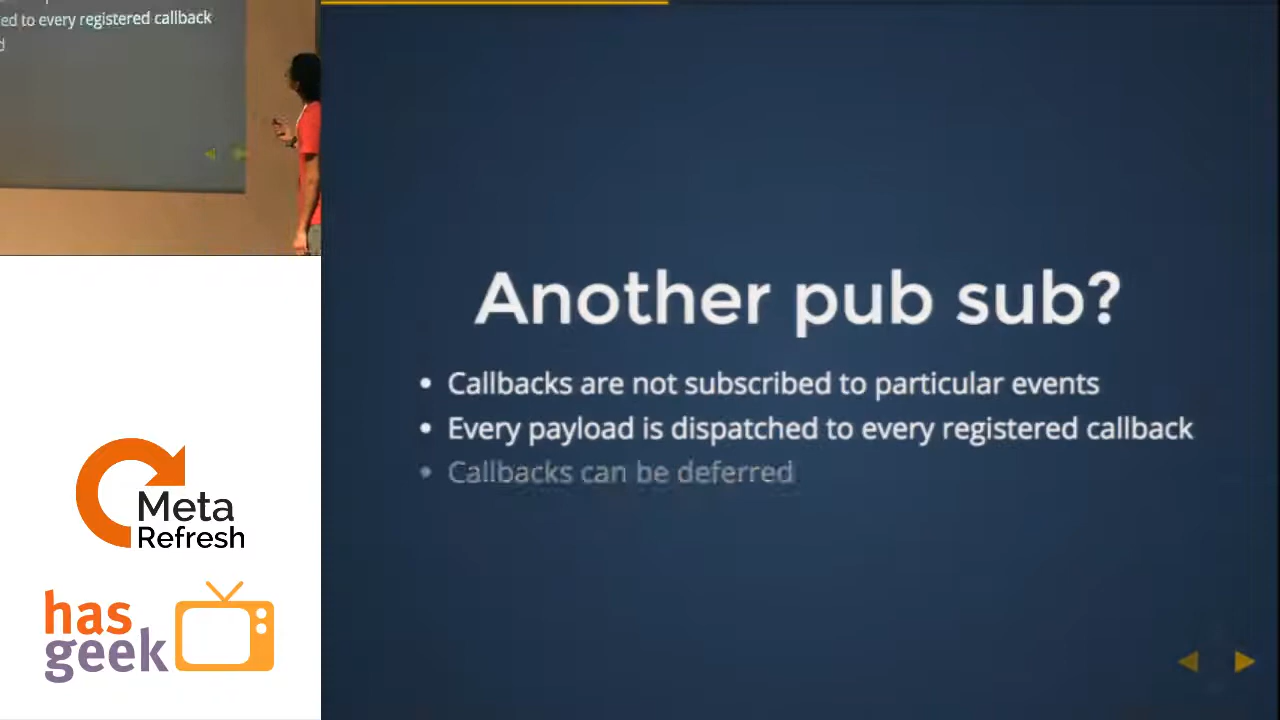 ed to every registered callback
d
Another pub sub?
• Callbacks are not subscribed to particular events
• Every payload is dispatched to every registered callback
• Callbacks can be deferred
Meta
Refresh
has
geek